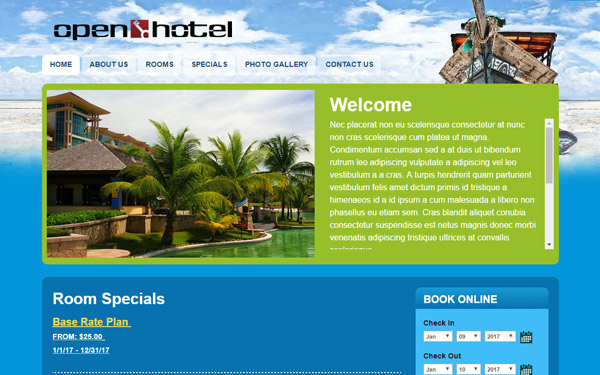 open hotel
HOME ABOUT US ROOMS SPECIALS PHOTO GALLERY CONTACT US
Welcome
Nec placerat non eu scelerisque consectetur at nunc
non cras scelerisque cum platea ut magna.
Condimentum accumsan sed a at duis ut bibendum
rutrum leo adipiscing vulputate a adipiscing vel leo
vestibulum a a cras. A turpis hendrerit quam parturient
vestibulum felis amet dictum primis id tristique a
himenaeos id a id ipsum a cum malesuada a libero non
phasellus eu etiam sem. Cras blandit aliquet conubia
consectetur suspendisse est netus magnis donec morbi
venenatis adipiscing tristique ultrices at convallis
Room Specials
Base Rate Plan
FROM: $25.00
1/1/17 - 12/31/17
BOOK ONLINE
Check In
Jan 09 2017
Check Out
Jan 10 2017